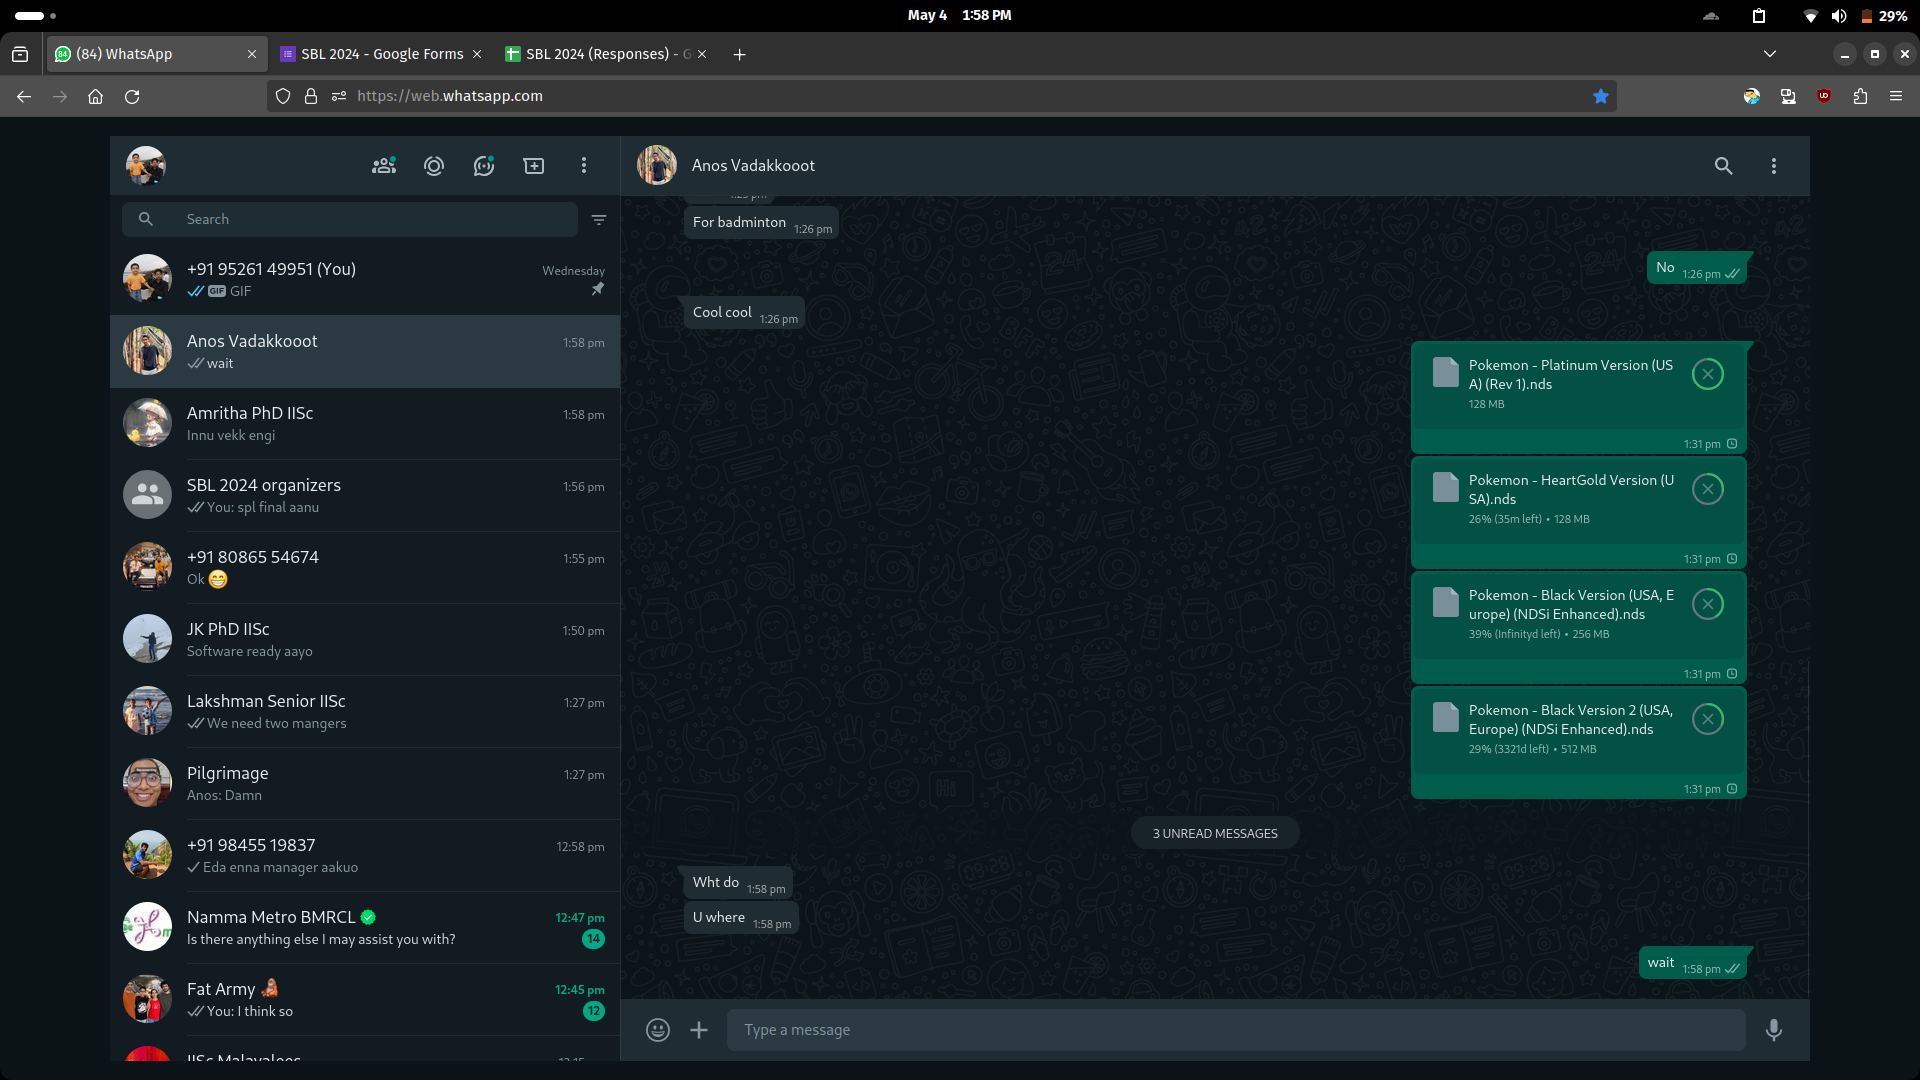 May 4 1:58 PM
29%
(84) WhatsApp
SBL 2024 - Google Forms
SBL 2024 (Responses) - G
https://web.whatsapp.com
Search
+91 95261 49951 (You)
Wednesday
GIF GIF
Anos Vadakkooot
1:58 pm
wait
Amritha PhD IISc
1:58 pm
Innu vekk engi
SBL 2024 organizers
1:56 pm
You: spl final aanu
+91 80865 54674
1:55 pm
Ok 😁
JK PhD IISc
1:50 pm
Software ready aayo
Lakshman Senior IISc
1:27 pm
We need two mangers
Pilgrimage
1:27 pm
Anos: Damn
+91 98455 19837
12:58 pm
Eda enna manager aakuo
Namma Metro BMRCL
12:47 pm
Is there anything else I may assist you with?
14
Fat Army 🦧
12:45 pm
You: I think so
12
Anos Vadakkooot
For badminton 1:26 pm
No 1:26 pm
Cool cool 1:26 pm
Pokemon - Platinum Version (US
A) (Rev 1).nds
128 MB
1:31 pm
Pokemon - HeartGold Version (U
SA).nds
26% (35m left) • 128 MB
1:31 pm
Pokemon - Black Version (USA, E
urope) (NDSi Enhanced).nds
39% (Infinityd left) • 256 MB
1:31 pm
Pokemon - Black Version 2 (USA,
Europe) (NDSi Enhanced).nds
29% (3321d left) • 512 MB
1:31 pm
3 UNREAD MESSAGES
Wht do 1:58 pm
U where 1:58 pm
wait 1:58 pm
Type a message